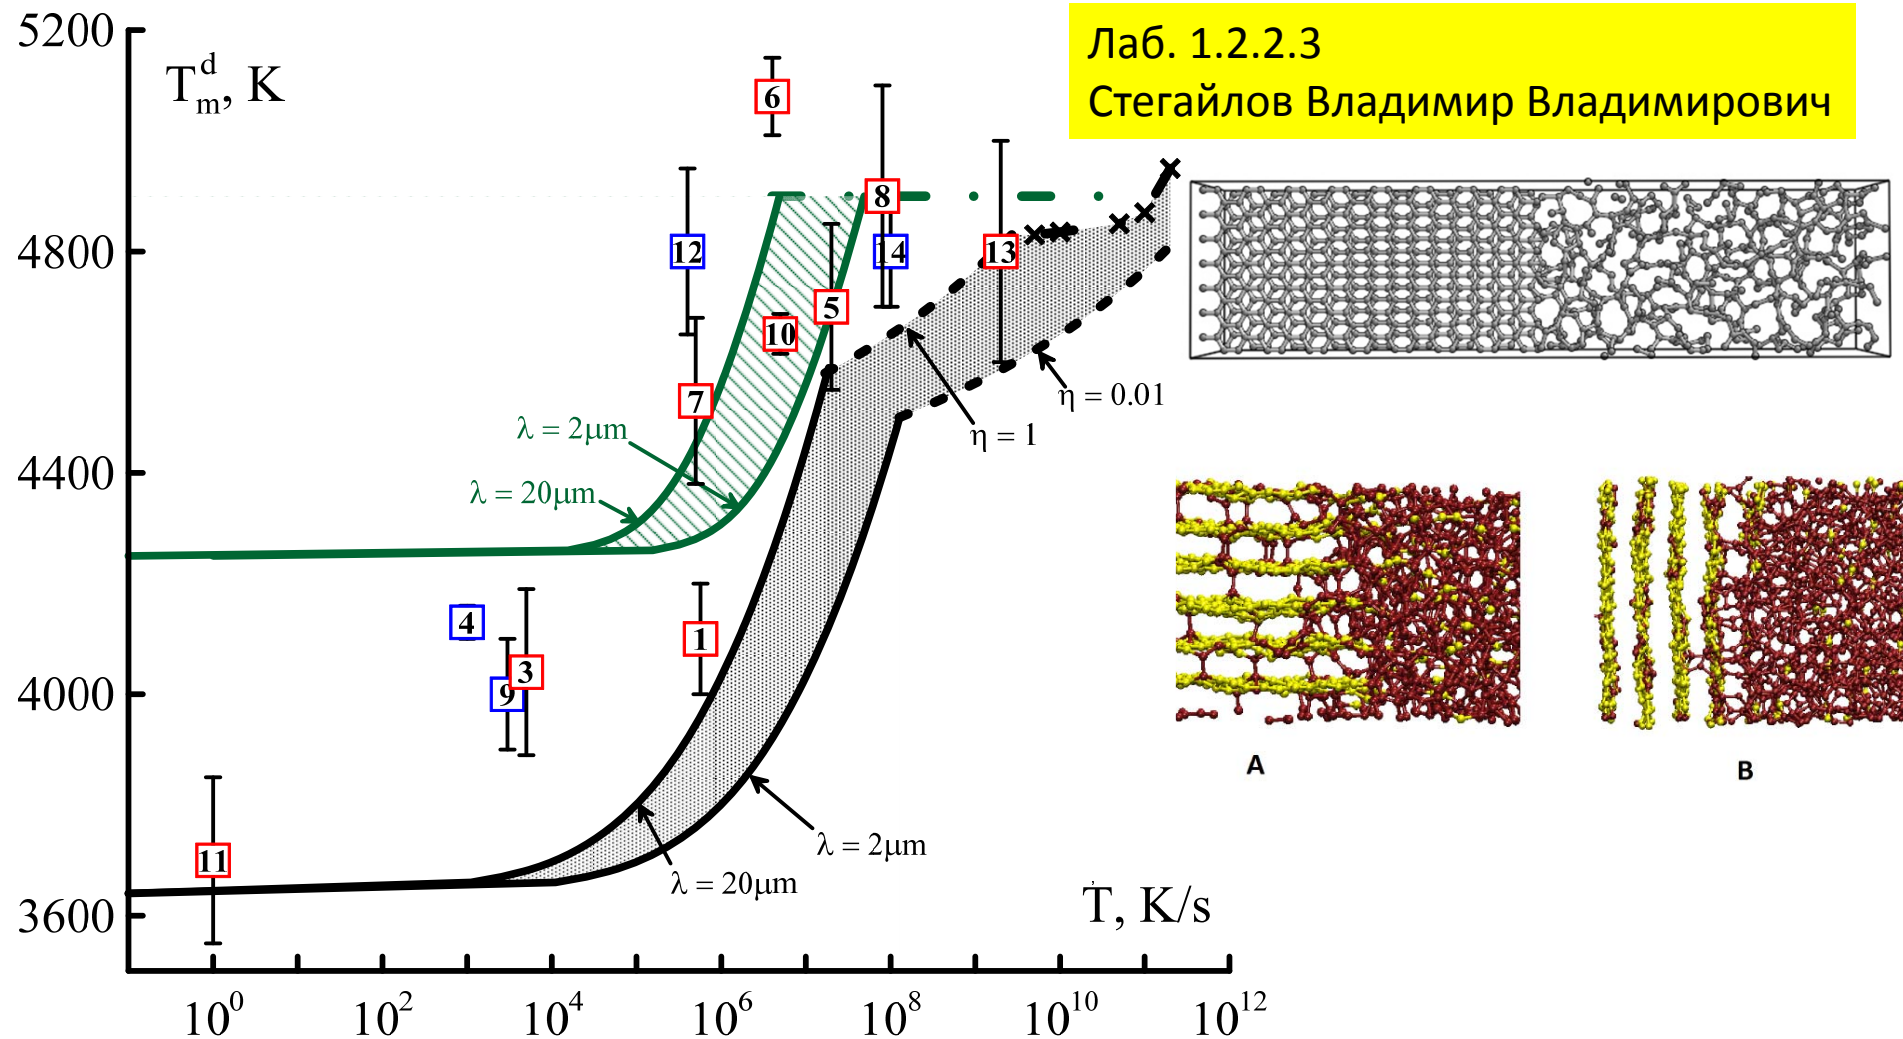 5200
T_m^d, K
Лаб. 1.2.2.3
Стегайлов Владимир Владимирович
6
8
4800
12
14
13
5
10
η = 0.01
7
λ = 2μm
η = 1
4400
λ = 20μm
4
1
3
9
4000
A
B
λ = 2μm
11
λ = 20μm
3600
Ṫ, K/s
10^0 10^2 10^4 10^6 10^8 10^10 10^12